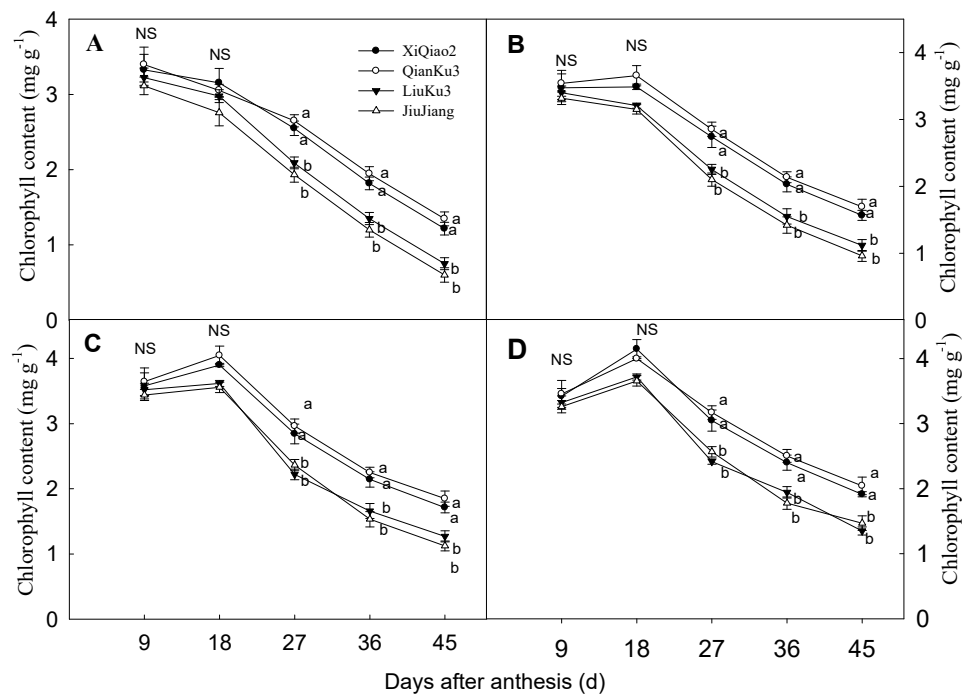 A
NS
NS
XiQiao2
QianKu3
LiuKu3
JiuJiang
a
a
b
b
a
a
b
b
a
a
b
b
4
3
2
1
0
Chlorophyll content (mg g-1)
B
NS
NS
a
a
b
b
a
a
b
b
a
a
b
b
4
3
2
1
0
Chlorophyll content (mg g-1)
C
NS
NS
a
a
b
b
a
a
b
b
a
a
b
b
4
3
2
1
0
Chlorophyll content (mg g-1)
9 18 27 36 45
D
NS
NS
a
a
b
b
a
a
b
b
a
a
b
b
4
3
2
1
0
Chlorophyll content (mg g-1)
9 18 27 36 45
Days after anthesis (d)